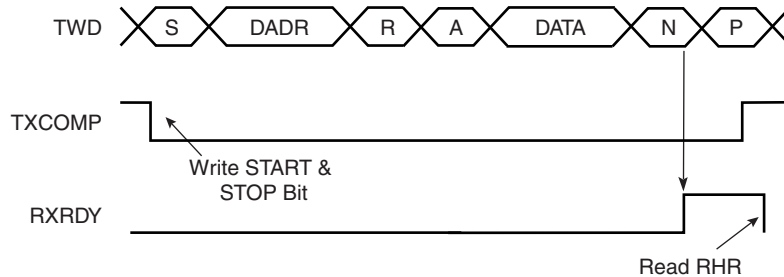 TWD S DADR R A DATA N P
TXCOMP
Write START &
STOP Bit
RXRDY
Read RHR